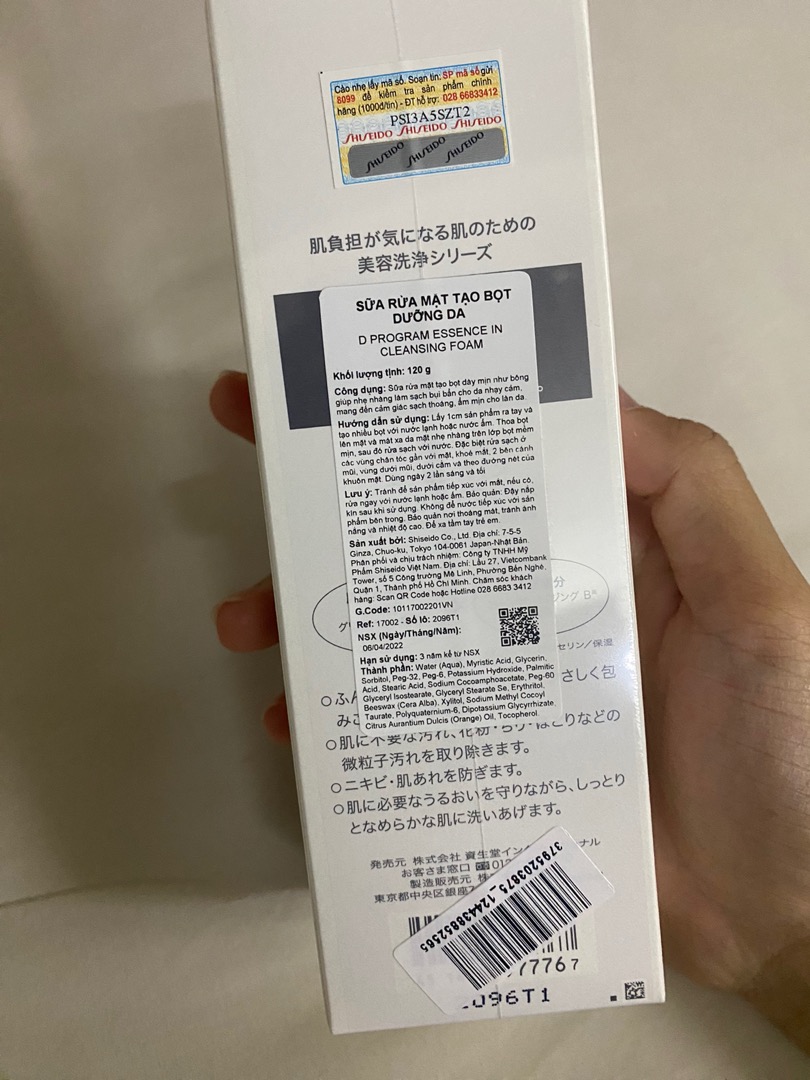 Cào nhẹ lấy mã số. Soạn tin: SP mã số gửi
8099 để kiểm tra sản phẩm chính
hãng (1000đ/tin) - ĐT hỗ trợ: 028 66833412
PSI3A5SZT2
SHISEIDO SHISEIDO SHISEIDO
SHISEIDO SHISEIDO SHISEIDO
肌負担が気になる肌のための
美容洗浄シリーズ
SỮA RỬA MẶT TẠO BỌT
DƯỠNG DA
D PROGRAM ESSENCE IN
CLEANSING FOAM
Khối lượng tịnh: 120 g
Công dụng: Sữa rửa mặt tạo bọt dày mịn như bông
giúp nhẹ nhàng làm sạch bụi bẩn cho da nhạy cảm,
mang đến cảm giác sạch thoáng, ẩm mịn cho làn da.
Hướng dẫn sử dụng: Lấy 1cm sản phẩm ra tay và
tạo nhiều bọt với nước lạnh hoặc nước ấm. Thoa bọt
lên mặt và mát xa da mặt nhẹ nhàng trên lớp bọt mềm
mịn, sau đó rửa sạch với nước. Đặc biệt rửa sạch ở
các vùng chân tóc gần với mặt, khoé mắt, 2 bên cánh
mũi, vùng dưới mũi, dưới cằm và theo đường nét của
khuôn mặt. Dùng ngày 2 lần sáng và tối
Lưu ý: Tránh để sản phẩm tiếp xúc với mắt, nếu có,
rửa ngay với nước lạnh hoặc ấm. Bảo quản: Đậy nắp
kín sau khi sử dụng. Không để nước tiếp xúc với sản
phẩm bên trong. Bảo quản nơi thoáng mát, tránh ánh
nắng và nhiệt độ cao. Để xa tầm tay trẻ em.
Sản xuất bởi: Shiseido Co., Ltd. Địa chỉ: 7-5-5
Ginza, Chuo-ku, Tokyo 104-0061 Japan-Nhật Bản.
Phân phối và chịu trách nhiệm: Công ty TNHH Mỹ
Phẩm Shiseido Việt Nam. Địa chỉ: Lầu 27, Vietcombank
Tower, số 5 Công trường Mê Linh, Phường Bến Nghé,
Quận 1, Thành phố Hồ Chí Minh. Chăm sóc khách
hàng: Scan QR Code hoặc Hotline 028 6683 3412
分
リング B※
グ
G.Code: 10117002201VN
Ref: 17002 - Số lô: 2096T1
NSX (Ngày/Tháng/Năm):
06/04/2022
セリン/保湿
Hạn sử dụng: 3 năm kể từ NSX
Thành phần: Water (Aqua), Myristic Acid, Glycerin,
Sorbitol, Peg-32, Peg-6, Potassium Hydroxide, Palmitic
Acid, Stearic Acid, Sodium Cocoamphoacetate, Peg-60
Glyceryl Isostearate, Glyceryl Stearate Se, Erythritol,
Beeswax (Cera Alba), Xylitol, Sodium Methyl Cocoyl
Taurate, Polyquaternium-6, Dipotassium Glycyrrhizate,
Citrus Aurantium Dulcis (Orange) Oil, Tocopherol.
○ふん さしく包
みこ
○肌に不要な汚れ、花粉・ちり・ほこりなどの
微粒子汚れを取り除きます。
○ニキビ・肌あれを防ぎます。
○肌に必要なうるおいを守りながら、しっとり
となめらかな肌に洗いあげます。
発売元 株式会社 資生堂イン ナル
お客さま窓口 012
製造販売元 株
東京都中央区銀座7
3795203875_124438852565
7776 7
2096T1